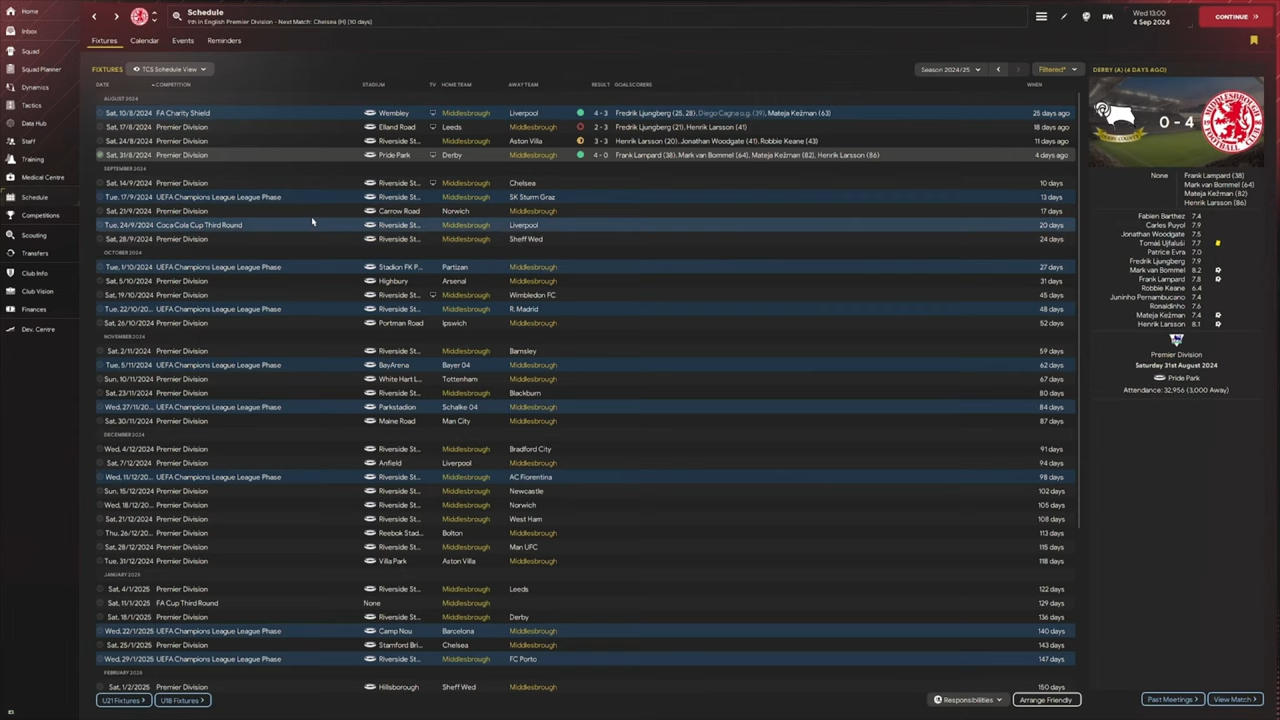 Home
Inbox
Squad
Squad Planner
Dynamics
Tactics
Data Hub
Staff
Training
Medical Centre
Schedule
Competitions
Scouting
Transfers
Club Info
Club Vision
Finances
Dev. Centre
Schedule
9th in English Premier Division - Next Match: Chelsea (H) (10 days)
FM
Wed 13:00
4 Sep 2024
CONTINUE
Fixtures Calendar Events Reminders
FIXTURES TCS Schedule View Season 2024/25 Filtered*
DATE COMPETITION STADIUM TV HOME TEAM AWAY TEAM RESULT GOALSCORERS WHEN
AUGUST 2024
Sat, 10/8/2024 FA Charity Shield Wembley Middlesbrough Liverpool 4 - 3 Fredrik Ljungberg (25, 28), Diego Cagna o.g. (39), Mateja Kežman (63) 25 days ago
Sat, 17/8/2024 Premier Division Elland Road Leeds Middlesbrough 2 - 3 Fredrik Ljungberg (21), Henrik Larsson (41) 18 days ago
Sat, 24/8/2024 Premier Division Riverside St... Middlesbrough Aston Villa 3 - 3 Henrik Larsson (20), Jonathan Woodgate (41), Robbie Keane (43) 11 days ago
Sat, 31/8/2024 Premier Division Pride Park Derby Middlesbrough 4 - 0 Frank Lampard (38), Mark van Bommel (64), Mateja Kežman (82), Henrik Larsson (86) 4 days ago
SEPTEMBER 2024
Sat, 14/9/2024 Premier Division Riverside St... Middlesbrough Chelsea 10 days
Tue, 17/9/2024 UEFA Champions League League Phase Riverside St... Middlesbrough SK Sturm Graz 13 days
Sat, 21/9/2024 Premier Division Carrow Road Norwich Middlesbrough 17 days
Tue, 24/9/2024 Coca Cola Cup Third Round Riverside St... Middlesbrough Liverpool 20 days
Sat, 28/9/2024 Premier Division Riverside St... Middlesbrough Sheff Wed 24 days
OCTOBER 2024
Tue, 1/10/2024 UEFA Champions League League Phase Stadion FK P... Partizan Middlesbrough 27 days
Sat, 5/10/2024 Premier Division Highbury Arsenal Middlesbrough 31 days
Sat, 19/10/2024 Premier Division Riverside St... Middlesbrough Wimbledon FC 45 days
Tue, 22/10/20... UEFA Champions League League Phase Riverside St... Middlesbrough R. Madrid 48 days
Sat, 26/10/2024 Premier Division Portman Road Ipswich Middlesbrough 52 days
NOVEMBER 2024
Sat, 2/11/2024 Premier Division Riverside St... Middlesbrough Barnsley 59 days
Tue, 5/11/2024 UEFA Champions League League Phase BayArena Bayer 04 Middlesbrough 62 days
Sun, 10/11/2024 Premier Division White Hart L... Tottenham Middlesbrough 67 days
Sat, 23/11/2024 Premier Division Riverside St... Middlesbrough Blackburn 80 days
Wed, 27/11/20... UEFA Champions League League Phase Parkstadion Schalke 04 Middlesbrough 84 days
Sat, 30/11/2024 Premier Division Maine Road Man City Middlesbrough 87 days
DECEMBER 2024
Wed, 4/12/2024 Premier Division Riverside St... Middlesbrough Bradford City 91 days
Sat, 7/12/2024 Premier Division Anfield Liverpool Middlesbrough 94 days
Wed, 11/12/20... UEFA Champions League League Phase Riverside St... Middlesbrough AC Fiorentina 98 days
Sun, 15/12/2024 Premier Division Riverside St... Middlesbrough Newcastle 102 days
Wed, 18/12/20... Premier Division Riverside St... Middlesbrough Norwich 105 days
Sat, 21/12/2024 Premier Division Riverside St... Middlesbrough West Ham 108 days
Thu, 26/12/20... Premier Division Reebok Stad... Bolton Middlesbrough 113 days
Sat, 28/12/2024 Premier Division Riverside St... Middlesbrough Man UFC 115 days
Tue, 31/12/2024 Premier Division Villa Park Aston Villa Middlesbrough 118 days
JANUARY 2025
Sat, 4/1/2025 Premier Division Riverside St... Middlesbrough Leeds 122 days
Sat, 11/1/2025 FA Cup Third Round None Middlesbrough 129 days
Sat, 18/1/2025 Premier Division Riverside St... Middlesbrough Derby 136 days
Wed, 22/1/2025 UEFA Champions League League Phase Camp Nou Barcelona Middlesbrough 140 days
Sat, 25/1/2025 Premier Division Stamford Bri... Chelsea Middlesbrough 143 days
Wed, 29/1/2025 UEFA Champions League League Phase Riverside St... Middlesbrough FC Porto 147 days
FEBRUARY 2025
Sat, 1/2/2025 Premier Division Hillsborough Sheff Wed Middlesbrough 150 days
U21 Fixtures > U18 Fixtures > Responsibilities Arrange Friendly
DERBY (A) (4 DAYS AGO)
0 - 4
None Frank Lampard (38)
Mark van Bommel (64)
Mateja Kežman (82)
Henrik Larsson (86)
Fabien Barthez 7.4
Carles Puyol 7.9
Jonathan Woodgate 7.5
Tomáš Ujfaluši 7.7
Patrice Evra 7.0
Fredrik Ljungberg 7.9
Mark van Bommel 8.2
Frank Lampard 7.8
Robbie Keane 6.4
Juninho Pernambucano 7.4
Ronaldinho 7.6
Mateja Kežman 7.4
Henrik Larsson 8.1
Premier Division
Saturday 31st August 2024
Pride Park
Attendance: 32,956 (3,000 Away)
Past Meetings > View Match >